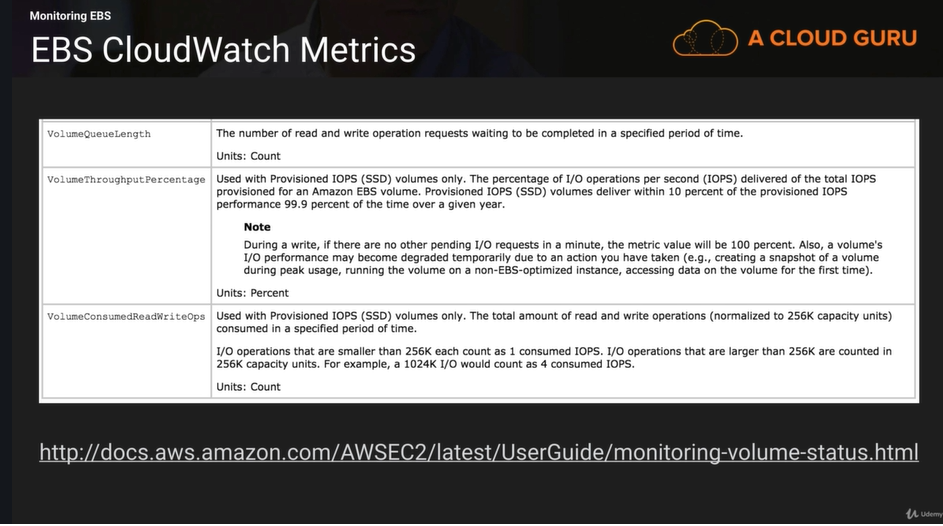 Monitoring EBS
EBS CloudWatch Metrics
A CLOUD GURU
VolumeQueueLength
The number of read and write operation requests waiting to be completed in a specified period of time.
Units: Count
VolumeThroughputPercentage
Used with Provisioned IOPS (SSD) volumes only. The percentage of I/O operations per second (IOPS) delivered of the total IOPS
provisioned for an Amazon EBS volume. Provisioned IOPS (SSD) volumes deliver within 10 percent of the provisioned IOPS
performance 99.9 percent of the time over a given year.
Note
During a write, if there are no other pending I/O requests in a minute, the metric value will be 100 percent. Also, a volume's
I/O performance may become degraded temporarily due to an action you have taken (e.g., creating a snapshot of a volume
during peak usage, running the volume on a non-EBS-optimized instance, accessing data on the volume for the first time).
Units: Percent
VolumeConsumedReadWriteOps
Used with Provisioned IOPS (SSD) volumes only. The total amount of read and write operations (normalized to 256K capacity units)
consumed in a specified period of time.
I/O operations that are smaller than 256K each count as 1 consumed IOPS. I/O operations that are larger than 256K are counted in
256K capacity units. For example, a 1024K I/O would count as 4 consumed IOPS.
Units: Count
http://docs.aws.amazon.com/AWSEC2/latest/UserGuide/monitoring-volume-status.html
Udemy